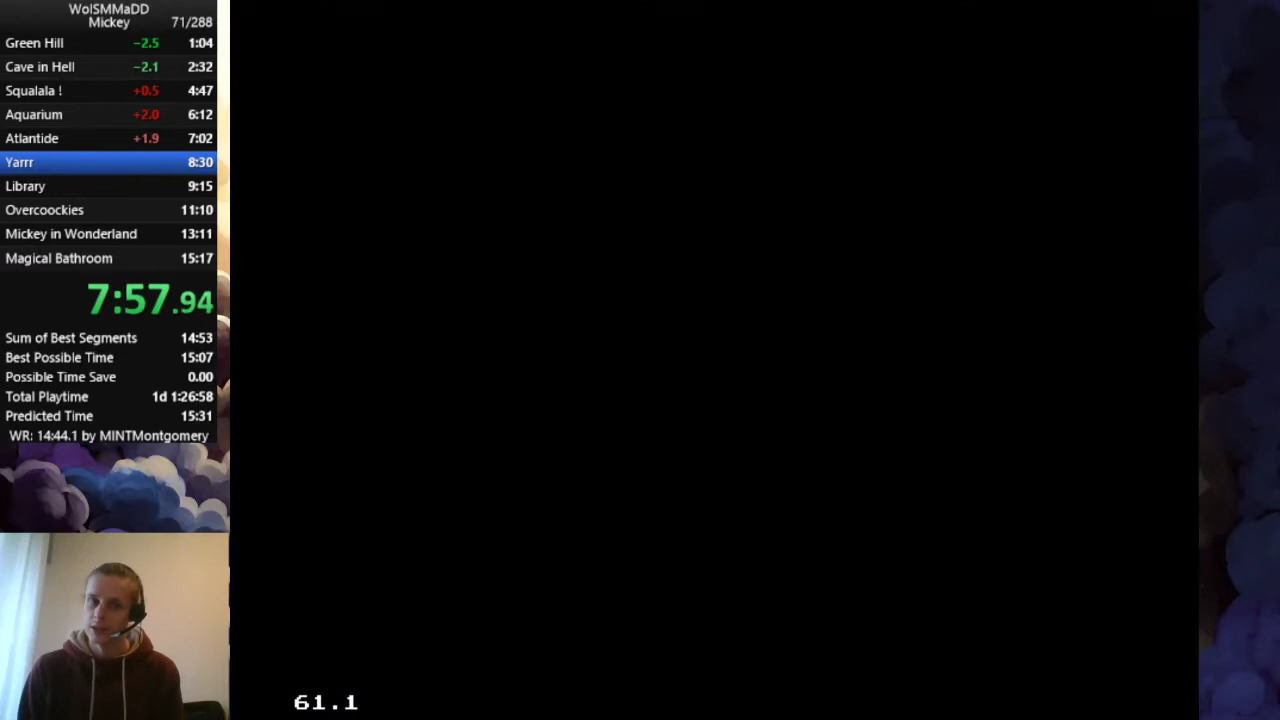 WoISMMaDD
Mickey 71/288
Green Hill −2.5 1:04
Cave in Hell −2.1 2:32
Squalala ! +0.5 4:47
Aquarium +2.0 6:12
Atlantide +1.9 7:02
Yarrr 8:30
Library 9:15
Overcoockies 11:10
Mickey in Wonderland 13:11
Magical Bathroom 15:17
7:57.94
Sum of Best Segments 14:53
Best Possible Time 15:07
Possible Time Save 0.00
Total Playtime 1d 1:26:58
Predicted Time 15:31
WR: 14:44.1 by MINTMontgomery
61.1